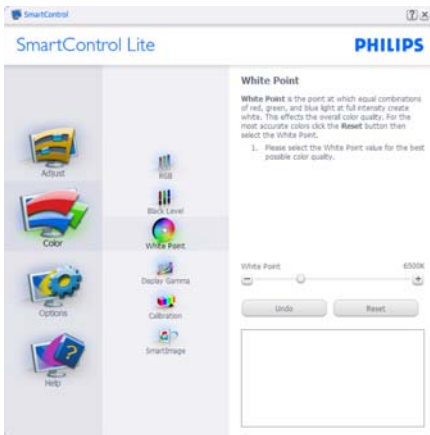 SmartControl
SmartControl Lite
PHILIPS
Adjust
Color
Options
Help
RGB
Black Level
White Point
Display Gamma
Calibration
SmartImage
White Point
White Point is the point at which equal combinations
of red, green, and blue light at full intensity create
white. This effects the overall color quality. For the
most accurate colors click the Reset button then
select the White Point.
1. Please select the White Point value for the best
possible color quality.
White Point 6500K
Undo Reset